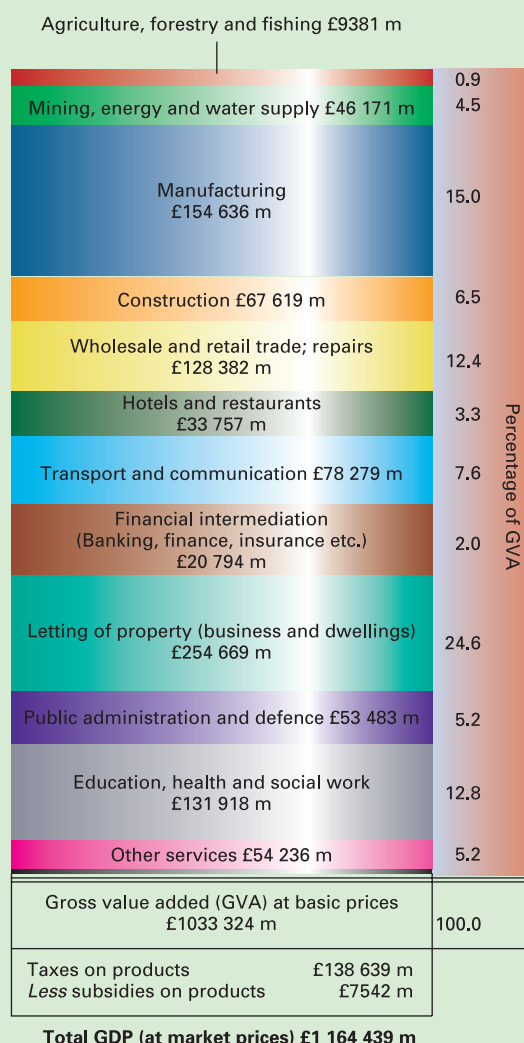 Agriculture, forestry and fishing £9381 m
0.9
Mining, energy and water supply £46 171 m
4.5
Manufacturing
£154 636 m
15.0
Construction £67 619 m
6.5
Wholesale and retail trade; repairs
£128 382 m
12.4
Hotels and restaurants
£33 757 m
3.3
Transport and communication £78 279 m
7.6
Financial intermediation
(Banking, finance, insurance etc.)
£20 794 m
2.0
Letting of property (business and dwellings)
£254 669 m
24.6
Public administration and defence £53 483 m
5.2
Education, health and social work
£131 918 m
12.8
Other services £54 236 m
5.2
Percentage of GVA
Gross value added (GVA) at basic prices
£1033 324 m
100.0
Taxes on products £138 639 m
Less subsidies on products £7542 m
Total GDP (at market prices) £1 164 439 m